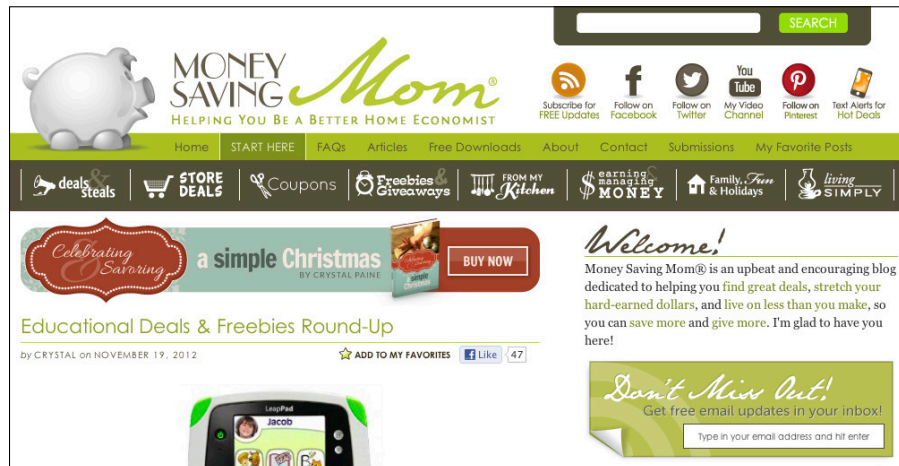 SEARCH
MONEY
SAVING Mom®
HELPING YOU BE A BETTER HOME ECONOMIST
Subscribe for
FREE Updates
Follow on
Facebook
Follow on
Twitter
You
Tube
My Video
Channel
Follow on
Pinterest
Text Alerts for
Hot Deals
Home START HERE FAQs Articles Free Downloads About Contact Submissions My Favorite Posts
deals &
steals
STORE
DEALS
Coupons
Freebies &
Giveaways
FROM MY
Kitchen
$ earning &
managing
MONEY
Family, Fun
& Holidays
living
SIMPLY
Celebrating
& Savoring
a simple Christmas
BY CRYSTAL PAINE
BUY NOW
Welcome!
Money Saving Mom® is an upbeat and encouraging blog
dedicated to helping you find great deals, stretch your
hard-earned dollars, and live on less than you make, so
you can save more and give more. I'm glad to have you
here!
Educational Deals & Freebies Round-Up
by CRYSTAL on NOVEMBER 19, 2012
ADD TO MY FAVORITES
Like 47
LeapPad
Jacob
Don't Miss Out!
Get free email updates in your inbox!
Type in your email address and hit enter